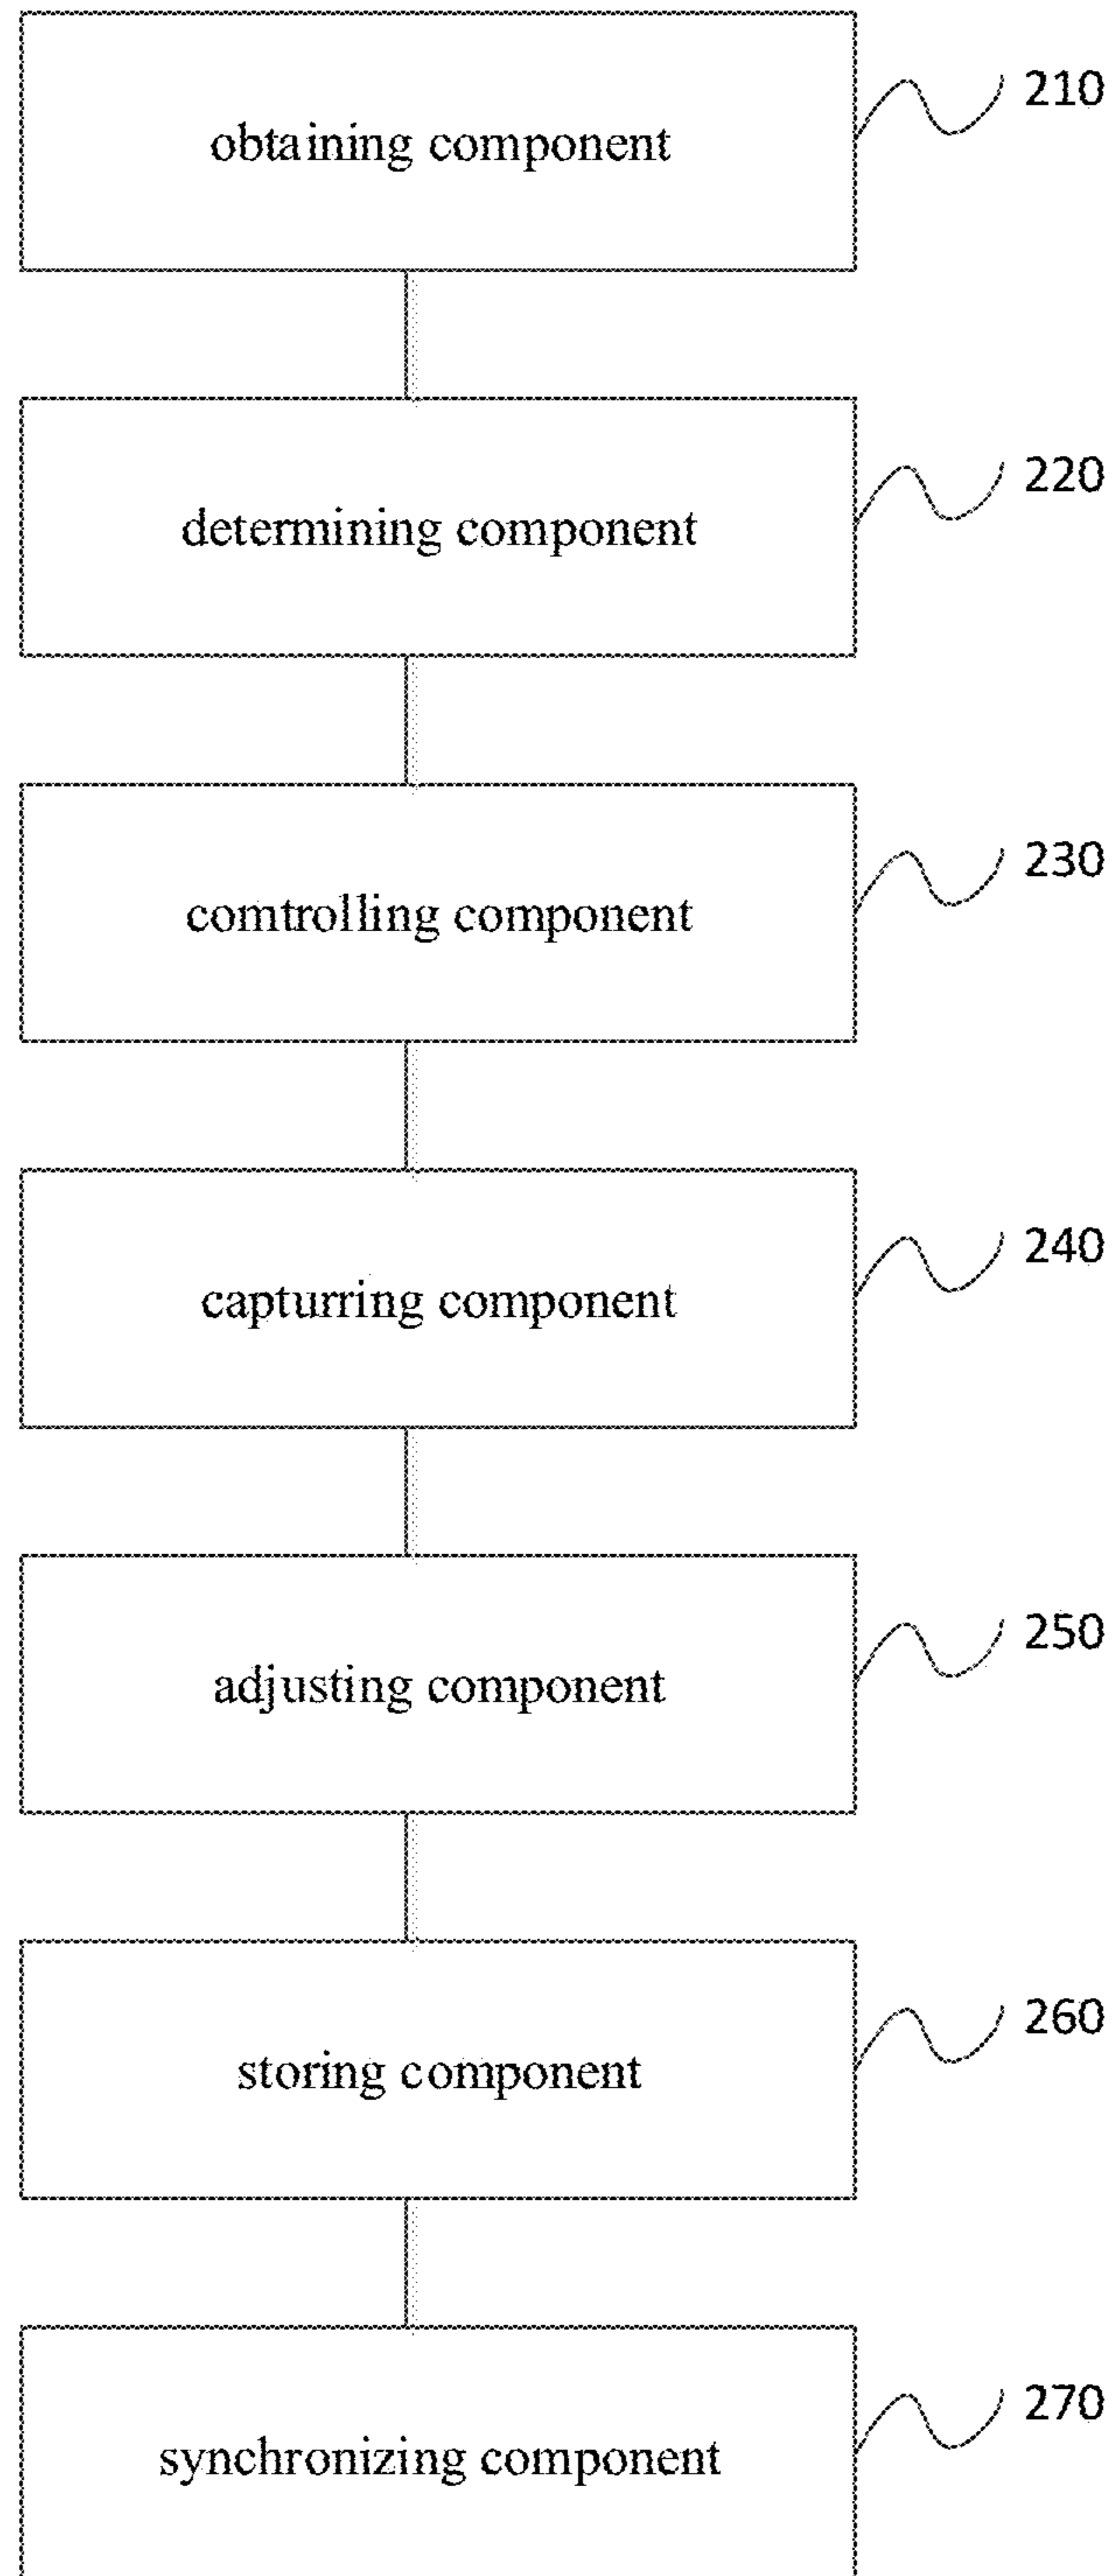 obtaining component
210
determining component
220
comtrolling component
230
capturring component
240
adjusting component
250
storing component
260
synchronizing component
270